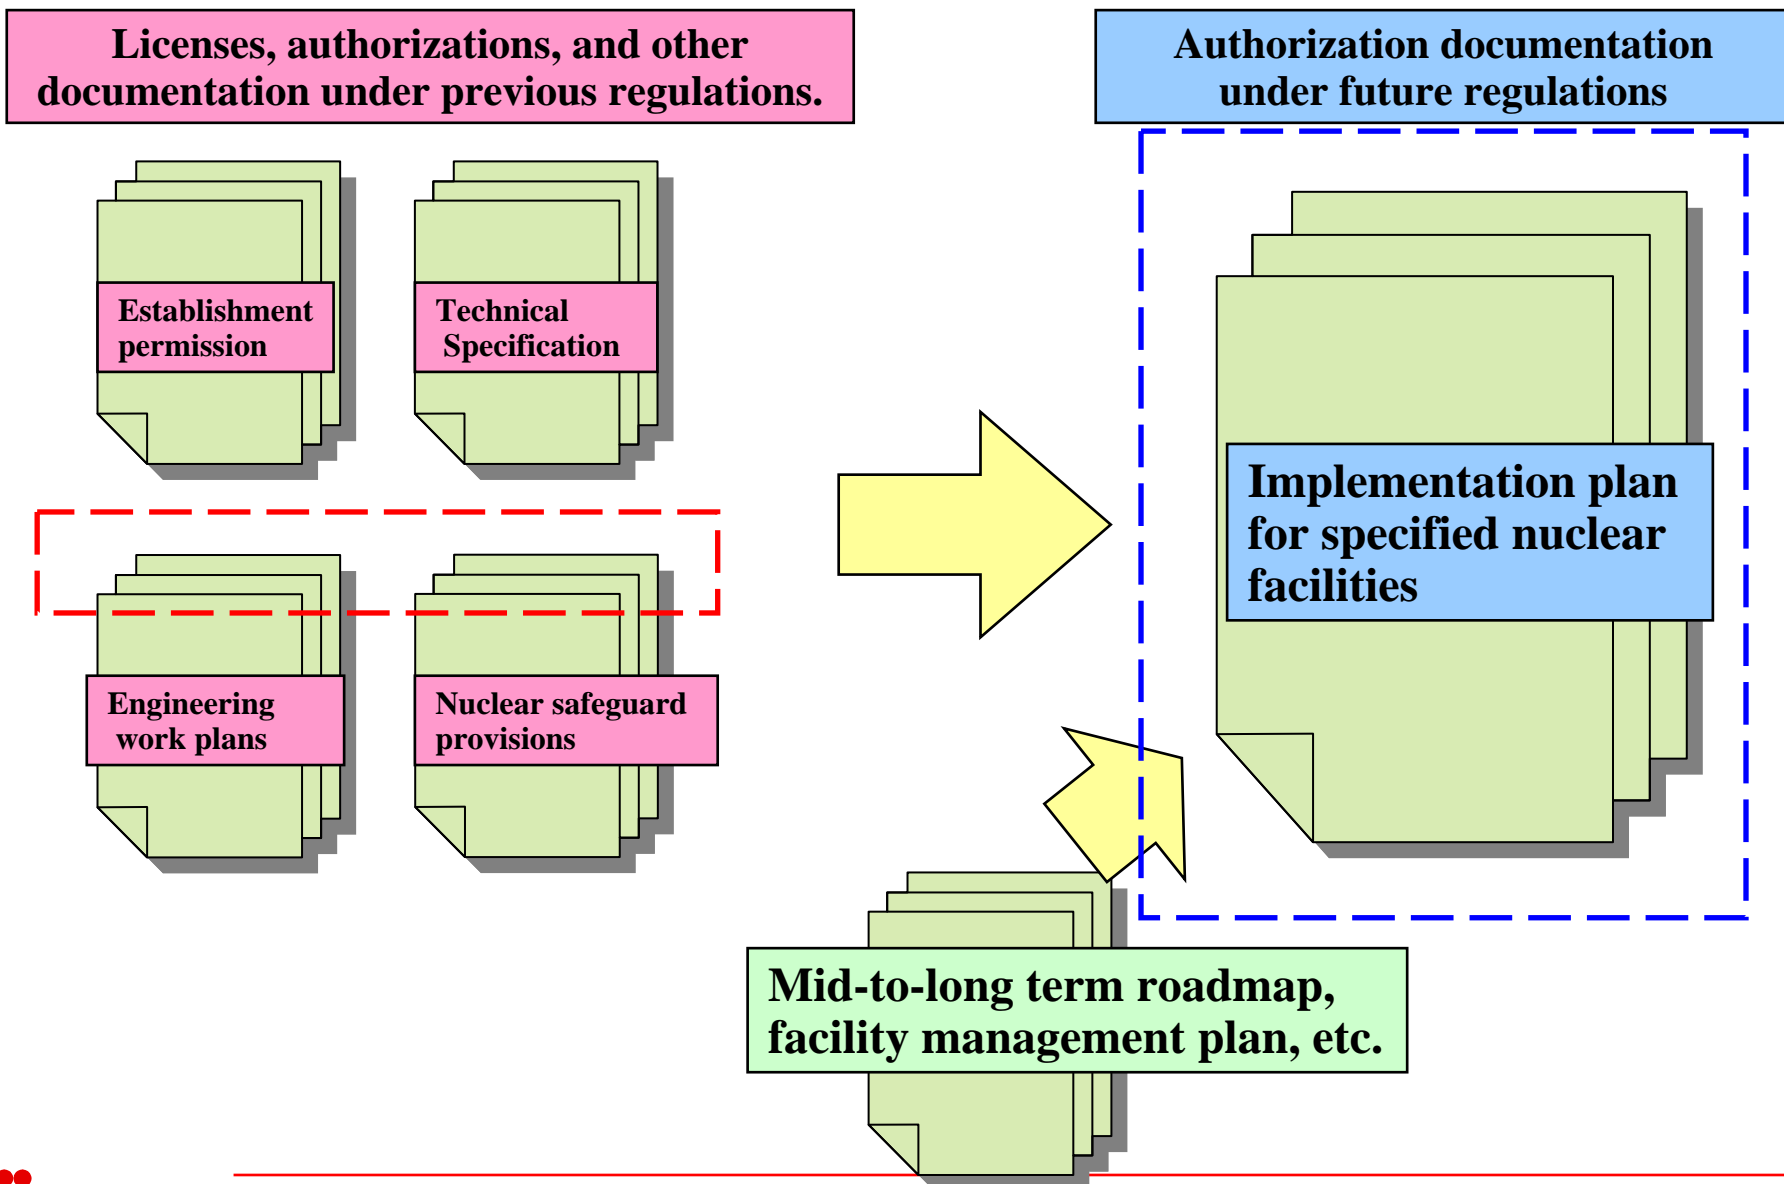 Licenses, authorizations, and other
documentation under previous regulations.
Authorization documentation
under future regulations
Establishment
permission
Technical
Specification
Implementation plan
for specified nuclear
facilities
Engineering
work plans
Nuclear safeguard
provisions
Mid-to-long term roadmap,
facility management plan, etc.